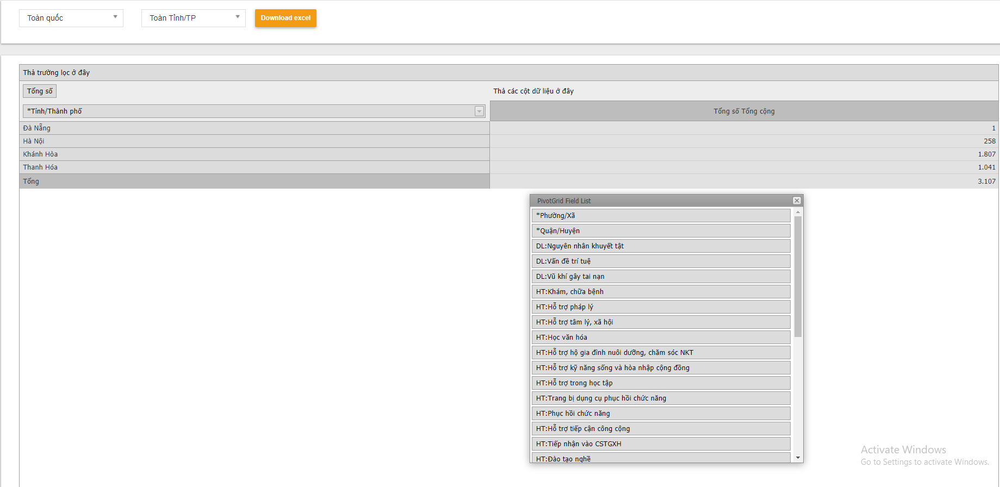 Toàn quốc
Toàn Tỉnh/TP
Download excel
Thả trường lọc ở đây
Tổng số
Thả các cột dữ liệu ở đây
*Tỉnh/Thành phố
Tổng số Tổng cộng
Đà Nẵng 1
Hà Nội 258
Khánh Hòa 1.807
Thanh Hóa 1.041
Tổng 3.107
PivotGrid Field List
*Phường/Xã
*Quận/Huyện
DL:Nguyên nhân khuyết tật
DL:Vấn đề trí tuệ
DL:Vũ khí gây tai nạn
HT:Khám, chữa bệnh
HT:Hỗ trợ pháp lý
HT:Hỗ trợ tâm lý, xã hội
HT:Học văn hóa
HT:Hỗ trợ hộ gia đình nuôi dưỡng, chăm sóc NKT
HT:Hỗ trợ kỹ năng sống và hòa nhập cộng đồng
HT:Hỗ trợ trong học tập
HT:Trang bị dụng cụ phục hồi chức năng
HT:Phục hồi chức năng
HT:Hỗ trợ tiếp cận công cộng
HT:Tiếp nhận vào CSTGXH
HT:Đào tạo nghề
Activate Windows
Go to Settings to activate Windows.